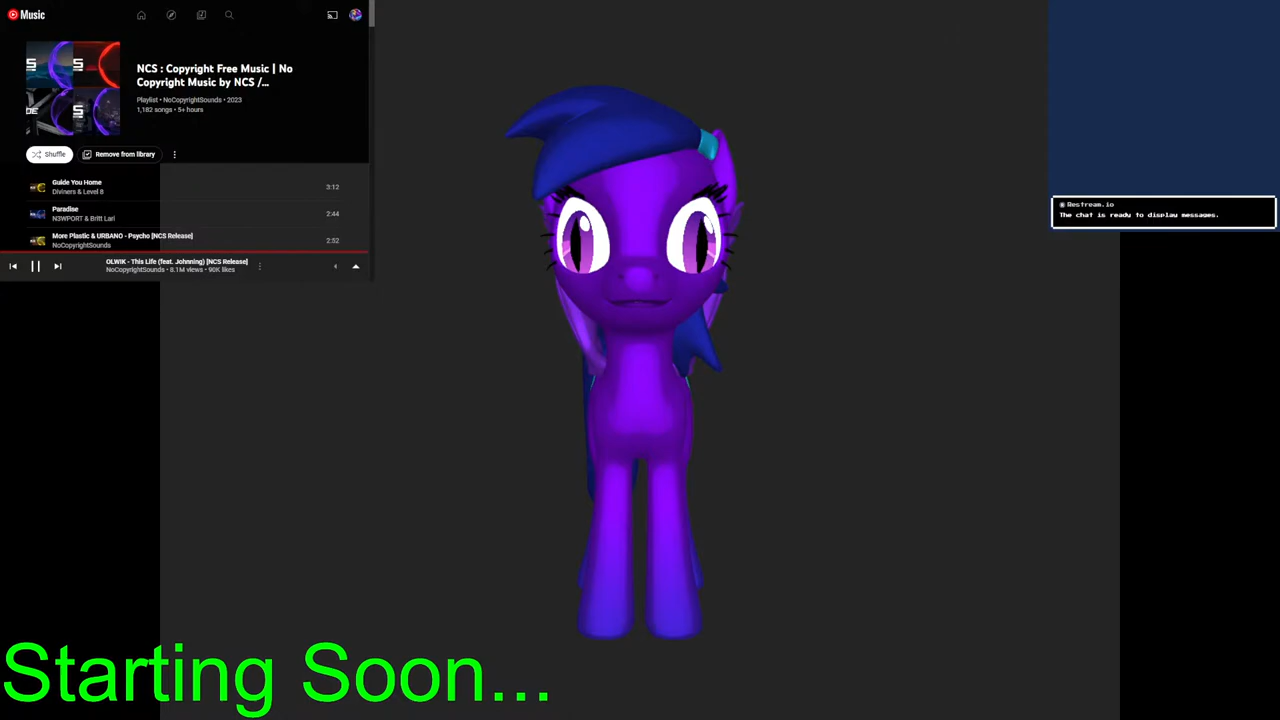 Music
NCS : Copyright Free Music | No
Copyright Music by NCS /...
Playlist • NoCopyrightSounds • 2023
1,182 songs • 5+ hours
Shuffle
Remove from library
Guide You Home
Diviners & Level 8
3:12
Paradise
N3WPORT & Britt Lari
2:44
More Plastic & URBANO - Psycho [NCS Release]
NoCopyrightSounds
2:52
OLWIK - This Life (feat. Johnning) [NCS Release]
NoCopyrightSounds • 8.1M views • 90K likes
Restream.io
The chat is ready to display messages.
Starting Soon...